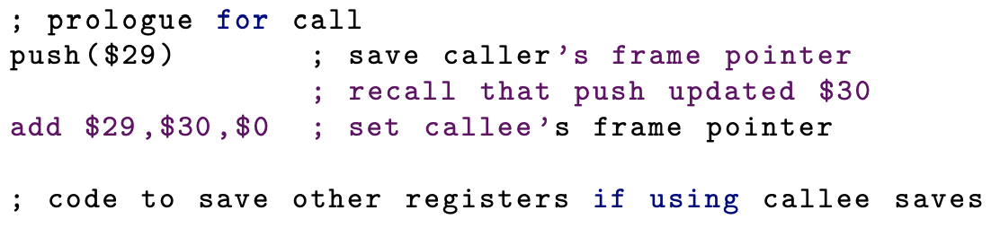 ; prologue for call
push($29)       ; save caller’s frame pointer
                ; recall that push updated $30
add $29,$30,$0  ; set callee’s frame pointer
; code to save other registers if using callee saves